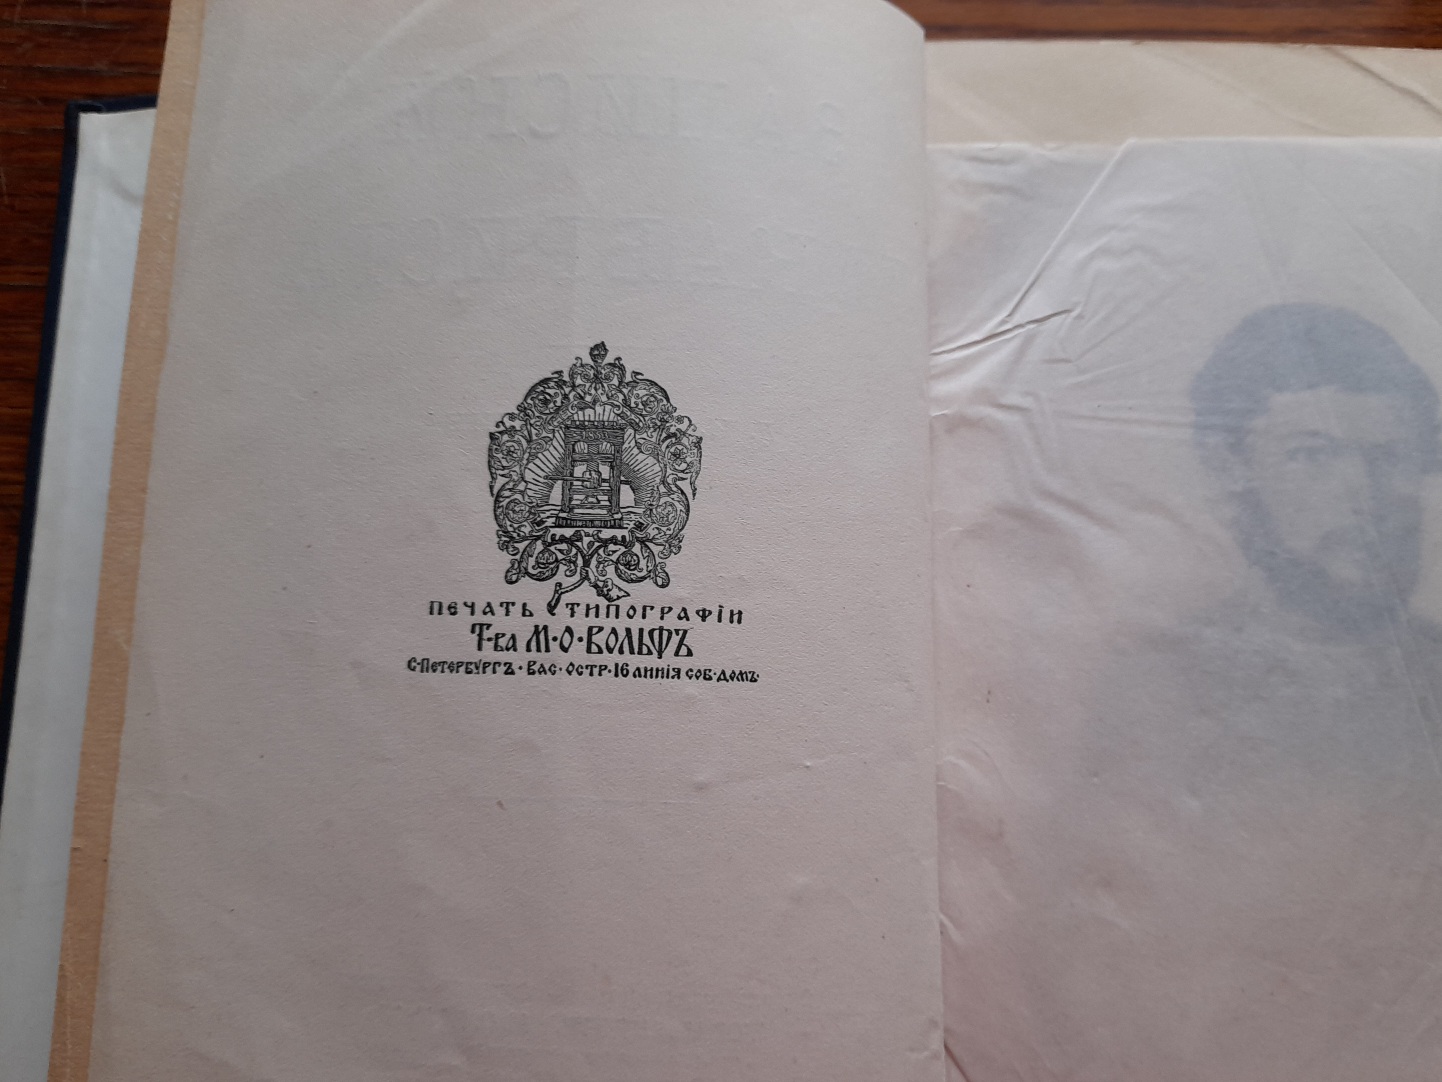 ПЕЧАТЬ ТИПОГРАФІИ
Т-ва М·О·ВОЛЬФЪ
С·ПЕТЕРБУРГЪ·ВАС·ОСТР·16 ЛИНІЯ СОБ·ДОМЪ·